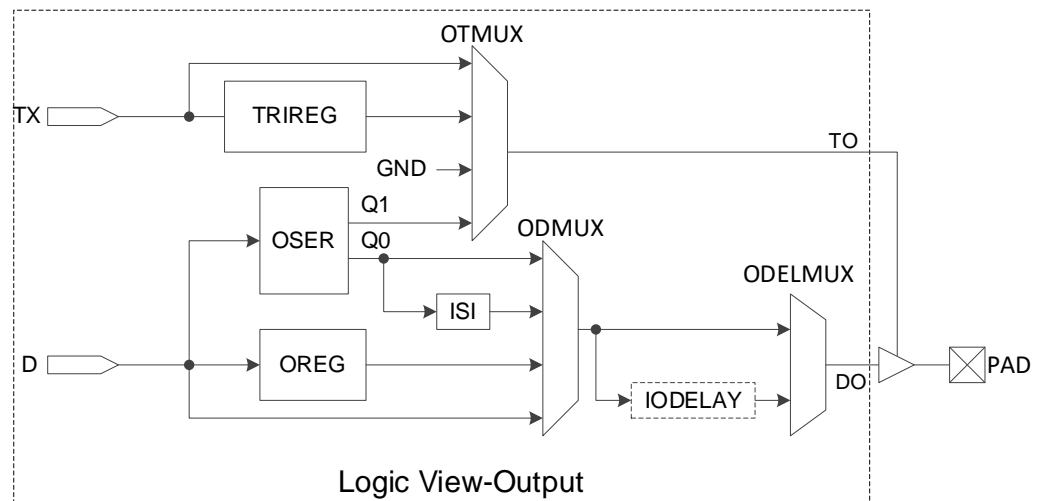 OTMUX
TX
TRIREG
TO
GND
Q1
OSER
Q0
ODMUX
ODELMUX
ISI
D
OREG
DO
PAD
IODELAY
Logic View-Output